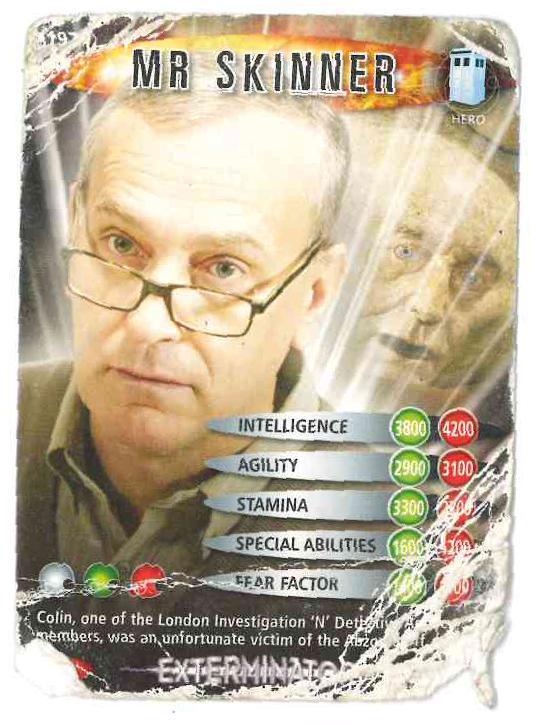 MR SKINNER
HERO
INTELLIGENCE 3800 4200
AGILITY 2900 3100
STAMINA 3300
SPECIAL ABILITIES 1600
FEAR FACTOR
Colin, one of the London Investigation 'N'
members, was an unfortunate victim of the
EXTERMINATOR